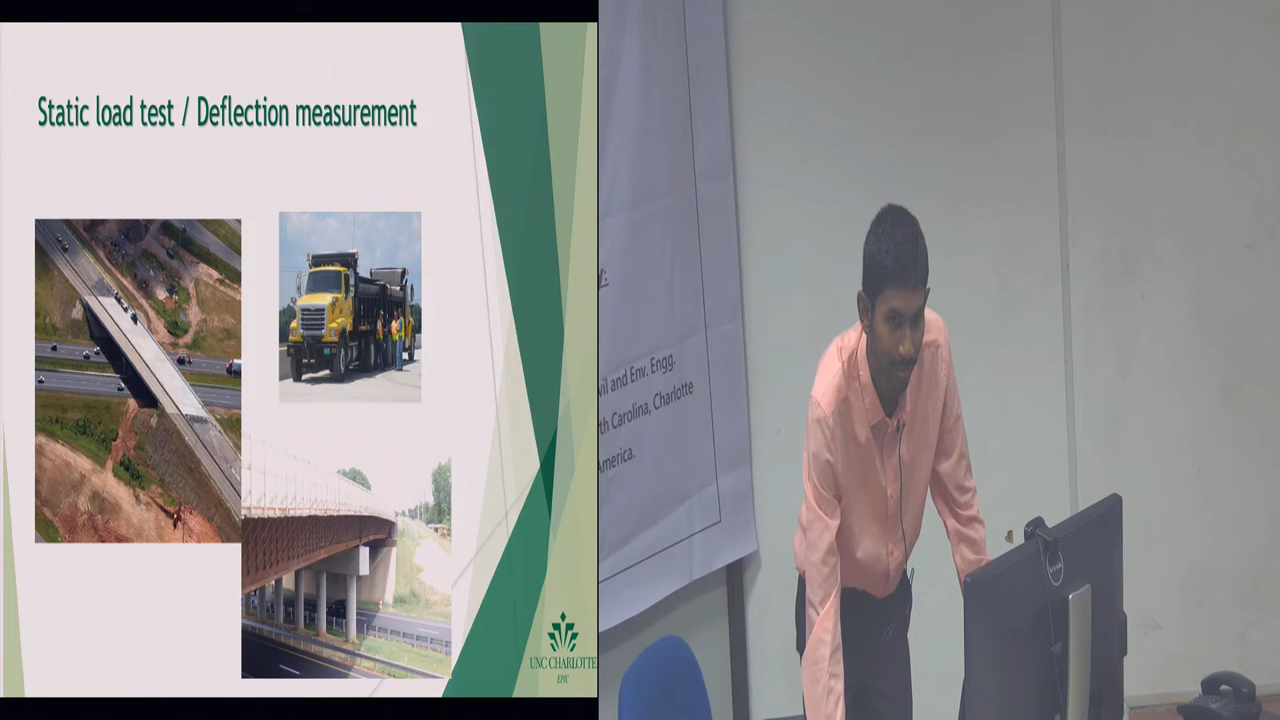 Static load test / Deflection measurement
UNC CHARLOTTE
EPIC
vil and Env. Engg.
th Carolina, Charlotte
America.
DELL